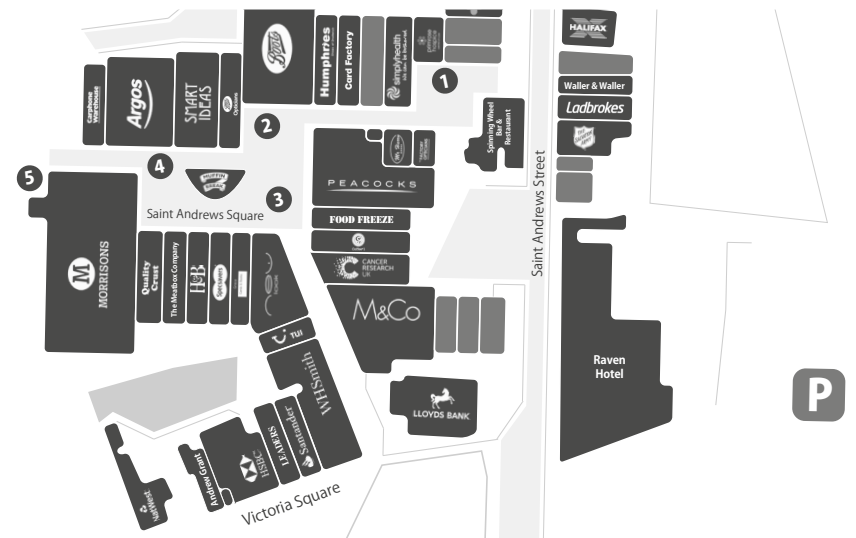 HALIFAX
Boots
Humphries
Card Factory
simplyhealth
1
Waller & Waller
Carphone
Warehouse
Argos
SMART
IDEAS
Boots
Opticians
Ladbrokes
2
Spinning Wheel
Bar &
Restaurant
4
5
MUFFIN
BREAK
3
PEACOCKS
Saint Andrews Square
FOOD FREEZE
Saint Andrews Street
M
MORRISONS
Quality
Crust
The Meatbox Company
H&B
Specsavers
new
CANCER
RESEARCH
UK
M&Co
TUI
WHSmith
Raven
Hotel
P
LLOYDS BANK
NatWest
Andrew Grant
HSBC
LEADERS
Santander
Victoria Square